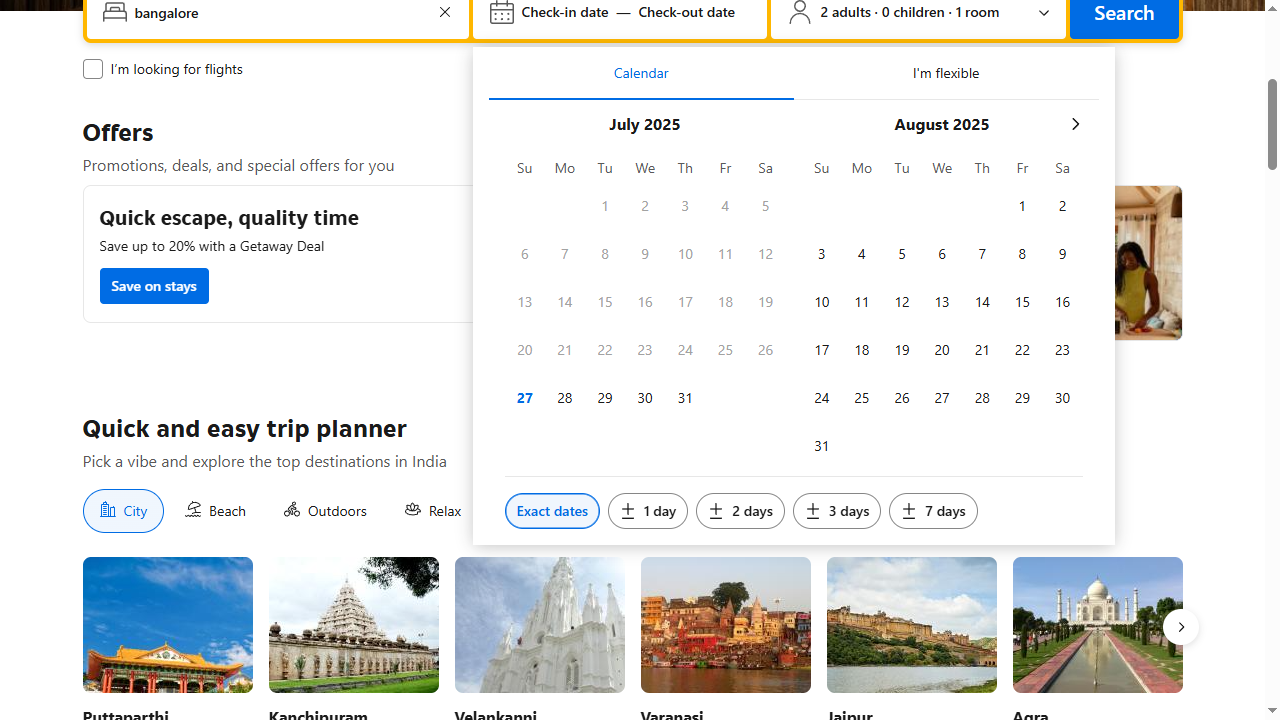 bangalore
Check-in date — Check-out date
2 adults · 0 children · 1 room
Search
I'm looking for flights
Calendar
I'm flexible
Offers
Promotions, deals, and special offers for you
Quick escape, quality time
Save up to 20% with a Getaway Deal
Save on stays
July 2025
Su Mo Tu We Th Fr Sa
1 2 3 4 5
6 7 8 9 10 11 12
13 14 15 16 17 18 19
20 21 22 23 24 25 26
27 28 29 30 31
August 2025
Su Mo Tu We Th Fr Sa
1 2
3 4 5 6 7 8 9
10 11 12 13 14 15 16
17 18 19 20 21 22 23
24 25 26 27 28 29 30
31
Exact dates
± 1 day
± 2 days
± 3 days
± 7 days
Quick and easy trip planner
Pick a vibe and explore the top destinations in India
City
Beach
Outdoors
Relax
Puttaparthi
Kanchipuram
Velankanni
Varanasi
Jaipur
Agra